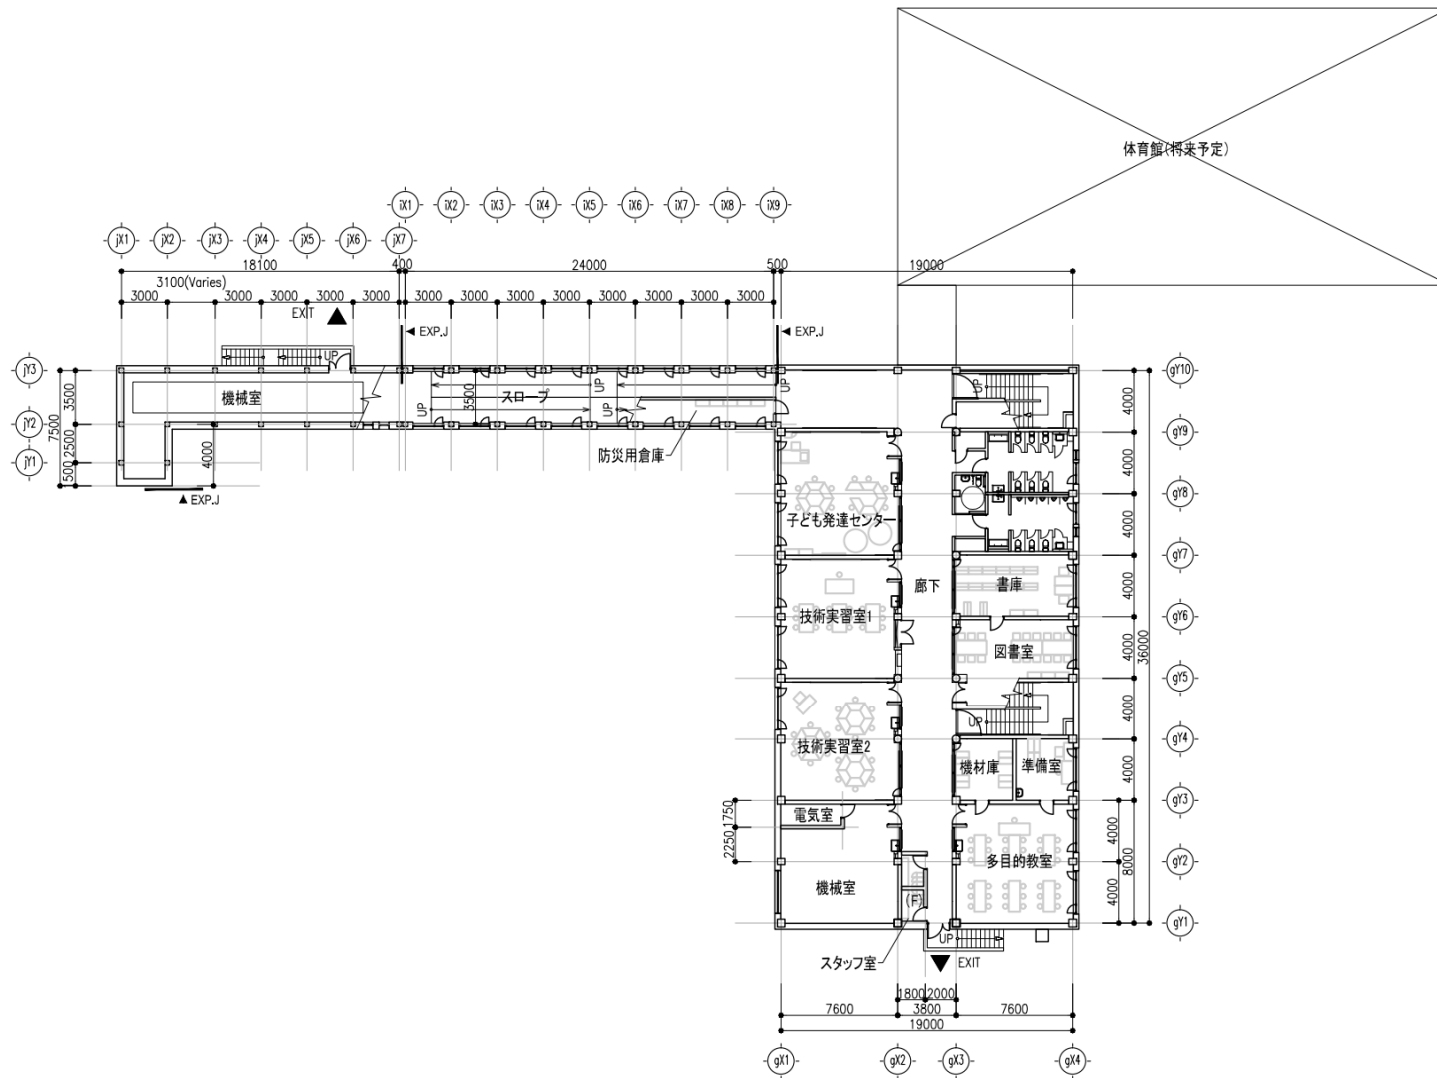 体育館(将来予定)
iX1 iX2 iX3 iX4 iX5 iX6 iX7 iX8 iX9
jX1 jX2 jX3 jX4 jX5 jX6 jX7
18100 400 24000 500 19000
3100(Varies)
3000 3000 3000 3000 3000 3000 3000 3000 3000 3000 3000 3000 3000
EXIT
EXP.J
EXP.J
UP
jY3
jY2
jY1
7500
3500
2500
1500
4000
機械室
EXP.J
UP
3500
スロープ
UP
UP
UP
防災用倉庫
UP
子ども発達センター
技術実習室1
廊下
書庫
図書室
技術実習室2
UP
機材庫
準備室
電気室
1750
2250
機械室
多目的教室
(F)
スタッフ室
UP
EXIT
gY10
gY9
gY8
gY7
gY6
gY5
gY4
gY3
gY2
gY1
4000
4000
4000
4000
4000
4000
4000
36000
4000
4000
8000
1800 2000
7600 3800 7600
19000
gX1 gX2 gX3 gX4